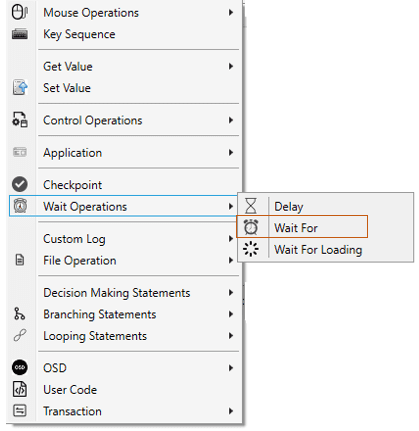 Mouse Operations
Key Sequence
Get Value
Set Value
Control Operations
Application
Checkpoint
Wait Operations
Delay
Wait For
Wait For Loading
Custom Log
File Operation
Decision Making Statements
Branching Statements
Looping Statements
OSD OSD
User Code
Transaction